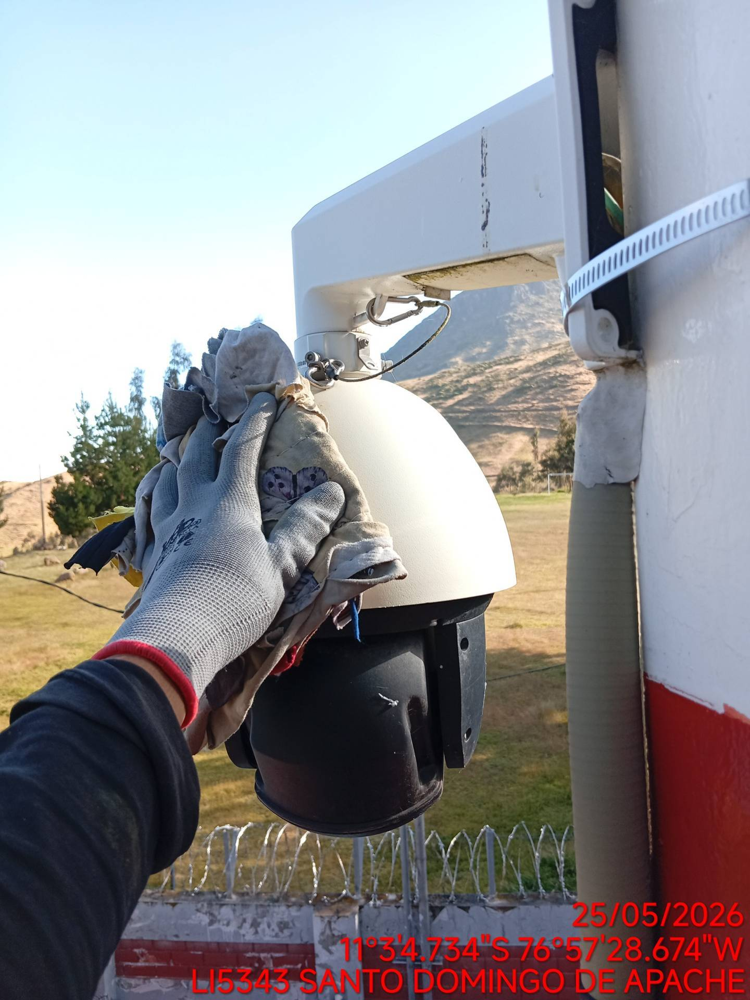 25/05/2026
11°3'4.734"S 76°57'28.674"W
LI5343 SANTO DOMINGO DE APACHE